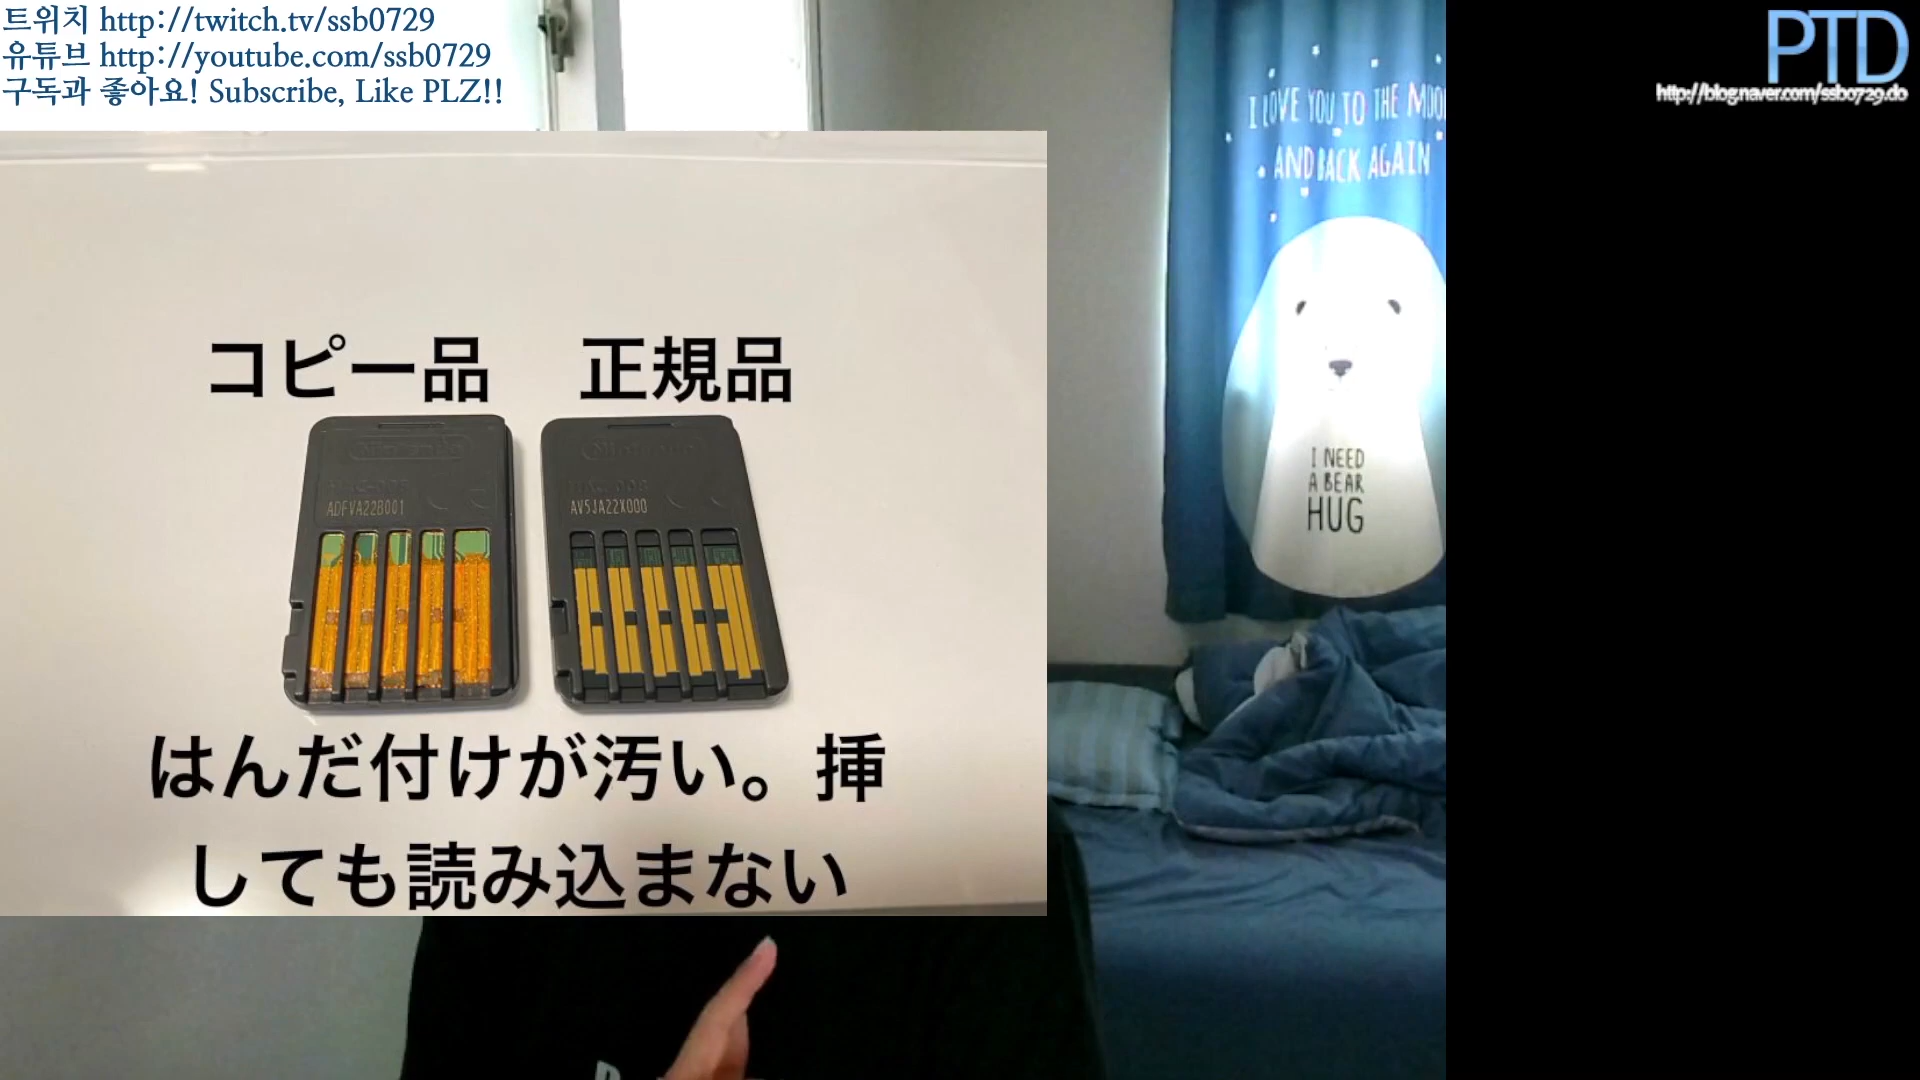 트위치 http://twitch.tv/ssb0729
유튜브 http://youtube.com/ssb0729
구독과 좋아요! Subscribe, Like PLZ!!
PTD
http://blog.naver.com/ssb0729.do
I LOVE YOU TO THE MOO
AND BACK AGAIN
I NEED
A BEAR
HUG
コピー品 正規品
Nintendo
ADFVA22B001
Nintendo
AV5JA22X000
はんだ付けが汚い。挿
しても読み込まない